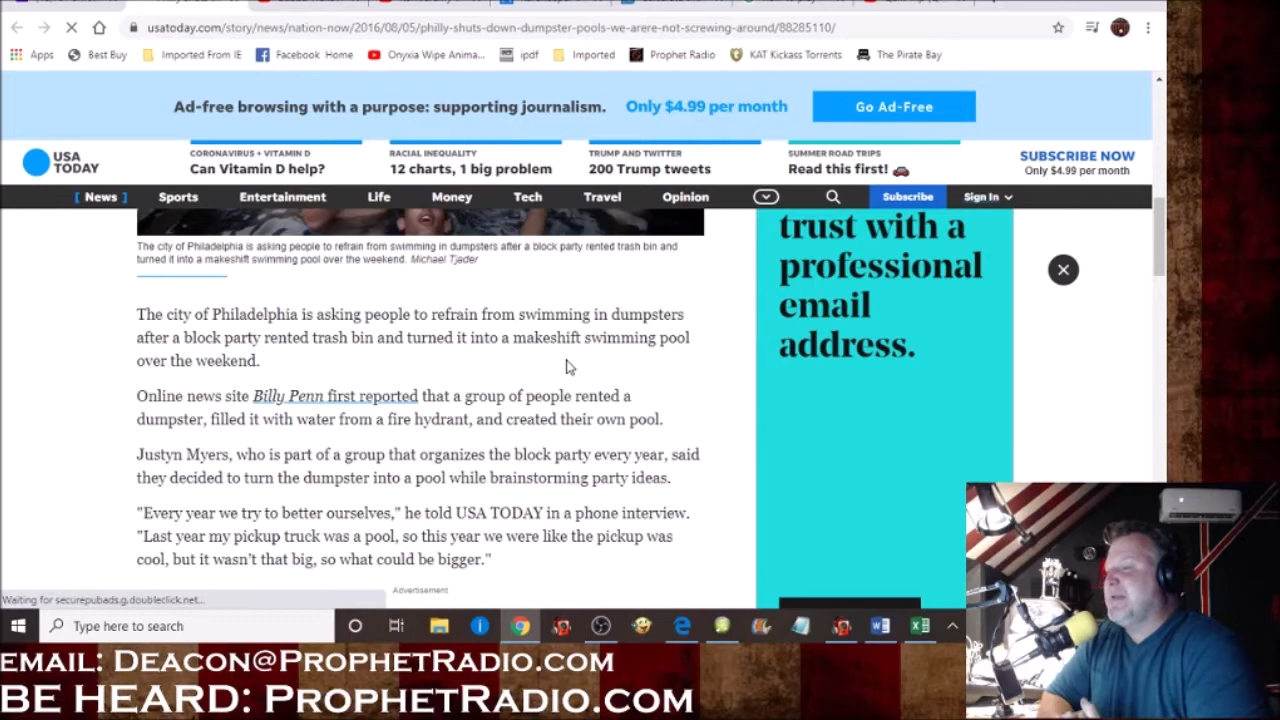 usatoday.com/story/news/nation-now/2016/08/05/philly-shuts-down-dumpster-pools-we-arere-not-screwing-around/88285110/
Apps Best Buy Imported From IE Facebook Home Onyxia Wipe Anima... ipdf Imported Prophet Radio KAT Kickass Torrents The Pirate Bay
Ad-free browsing with a purpose: supporting journalism. Only $4.99 per month Go Ad-Free
USA
TODAY
CORONAVIRUS + VITAMIN D
Can Vitamin D help?
RACIAL INEQUALITY
12 charts, 1 big problem
TRUMP AND TWITTER
200 Trump tweets
SUMMER ROAD TRIPS
Read this first!
SUBSCRIBE NOW
Only $4.99 per month
[ News ] Sports Entertainment Life Money Tech Travel Opinion Subscribe Sign In
The city of Philadelphia is asking people to refrain from swimming in dumpsters after a block party rented trash bin and
turned it into a makeshift swimming pool over the weekend. Michael Tjader
The city of Philadelphia is asking people to refrain from swimming in dumpsters
after a block party rented trash bin and turned it into a makeshift swimming pool
over the weekend.
Online news site Billy Penn first reported that a group of people rented a
dumpster, filled it with water from a fire hydrant, and created their own pool.
Justyn Myers, who is part of a group that organizes the block party every year, said
they decided to turn the dumpster into a pool while brainstorming party ideas.
"Every year we try to better ourselves," he told USA TODAY in a phone interview.
"Last year my pickup truck was a pool, so this year we were like the pickup was
cool, but it wasn't that big, so what could be bigger."
Advertisement
trust with a
professional
email
address.
Waiting for securepubads.g.doubleclick.net...
Type here to search
EMAIL: DEACON@PROPHETRADIO.COM
BE HEARD: PROPHETRADIO.COM